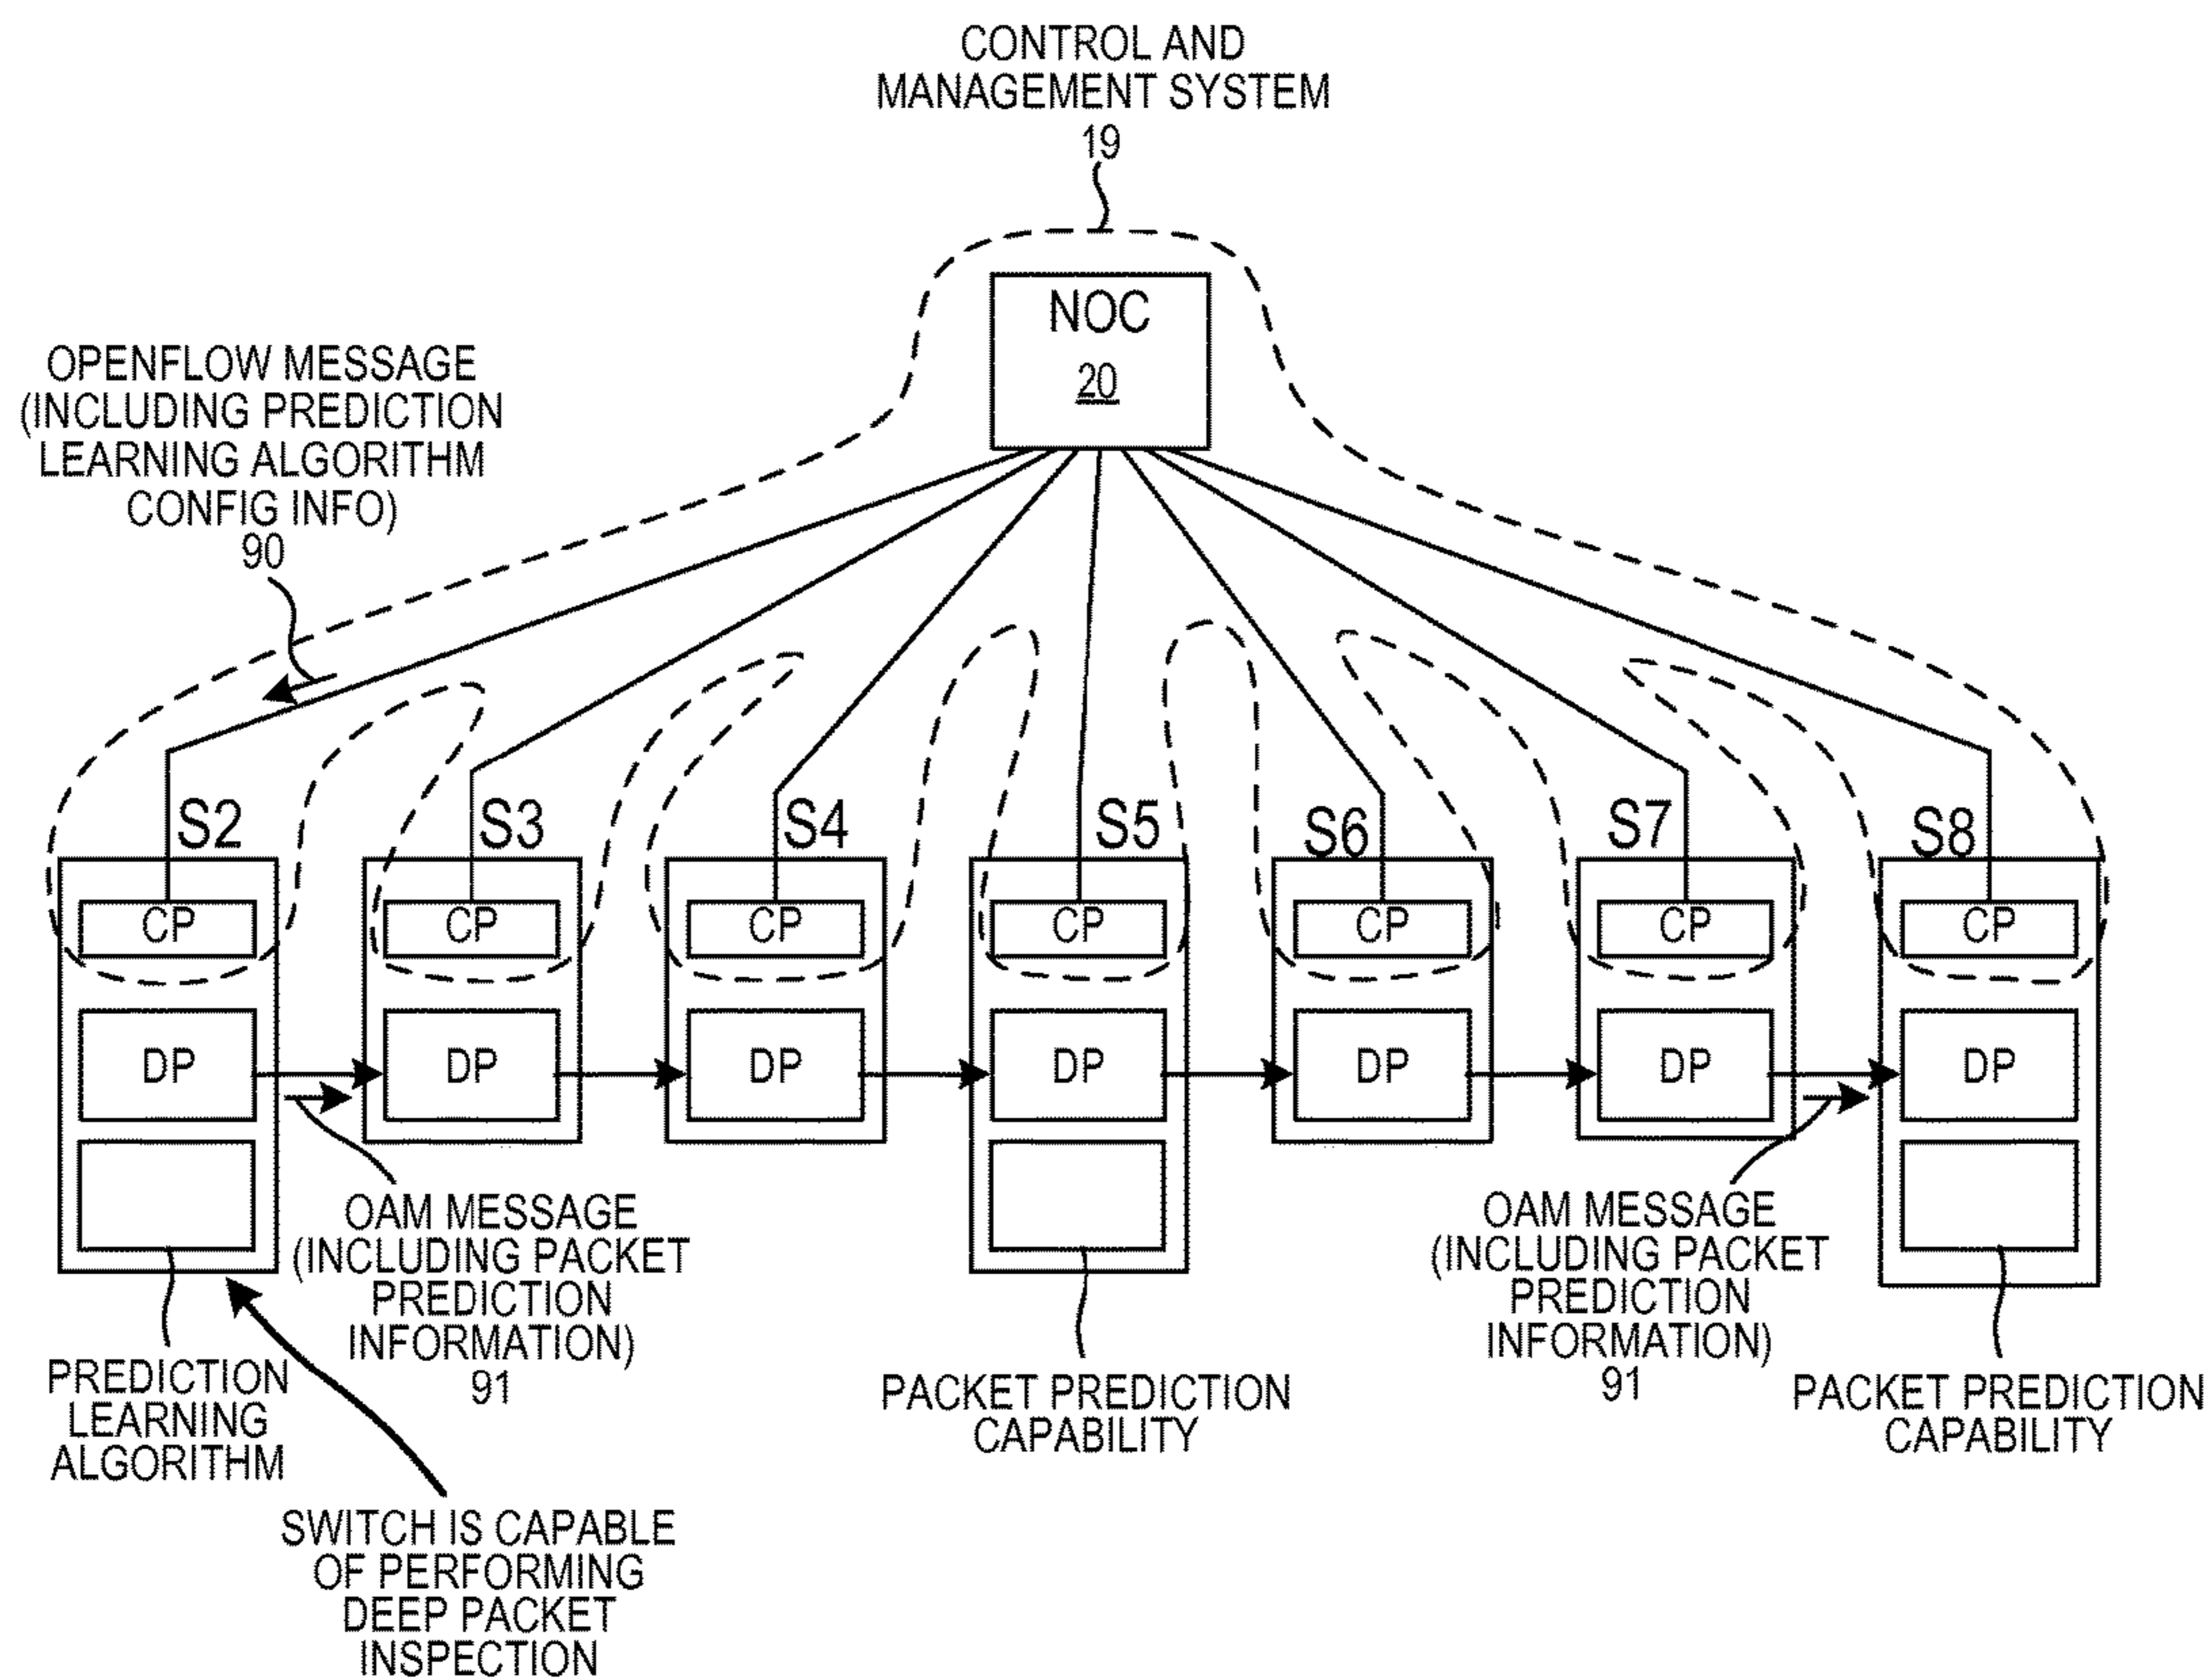 CONTROL AND
MANAGEMENT SYSTEM
19
NOC
20
OPENFLOW MESSAGE
(INCLUDING PREDICTION
LEARNING ALGORITHM
CONFIG INFO)
90
S2
S3
S4
S5
S6
S7
S8
CP
CP
CP
CP
CP
CP
CP
DP
DP
DP
DP
DP
DP
DP
OAM MESSAGE
(INCLUDING PACKET
PREDICTION
INFORMATION)
91
OAM MESSAGE
(INCLUDING PACKET
PREDICTION
INFORMATION)
91
PREDICTION
LEARNING
ALGORITHM
PACKET PREDICTION
CAPABILITY
PACKET PREDICTION
CAPABILITY
SWITCH IS CAPABLE
OF PERFORMING
DEEP PACKET
INSPECTION